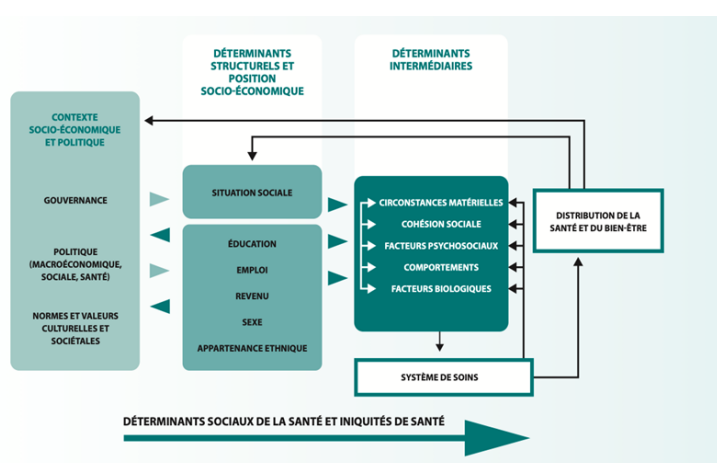 DÉTERMINANTS
STRUCTURELS ET
POSITION
SOCIO-ÉCONOMIQUE
DÉTERMINANTS
INTERMÉDIAIRES
CONTEXTE
SOCIO-ÉCONOMIQUE
ET POLITIQUE
GOUVERNANCE
POLITIQUE
(MACROÉCONOMIQUE,
SOCIALE, SANTÉ)
NORMES ET VALEURS
CULTURELLES ET
SOCIÉTALES
SITUATION SOCIALE
ÉDUCATION
EMPLOI
REVENU
SEXE
APPARTENANCE ETHNIQUE
CIRCONSTANCES MATÉRIELLES
COHÉSION SOCIALE
FACTEURS PSYCHOSOCIAUX
COMPORTEMENTS
FACTEURS BIOLOGIQUES
SYSTÈME DE SOINS
DISTRIBUTION DE LA
SANTÉ ET DU BIEN-ÊTRE
DÉTERMINANTS SOCIAUX DE LA SANTÉ ET INIQUITÉS DE SANTÉ